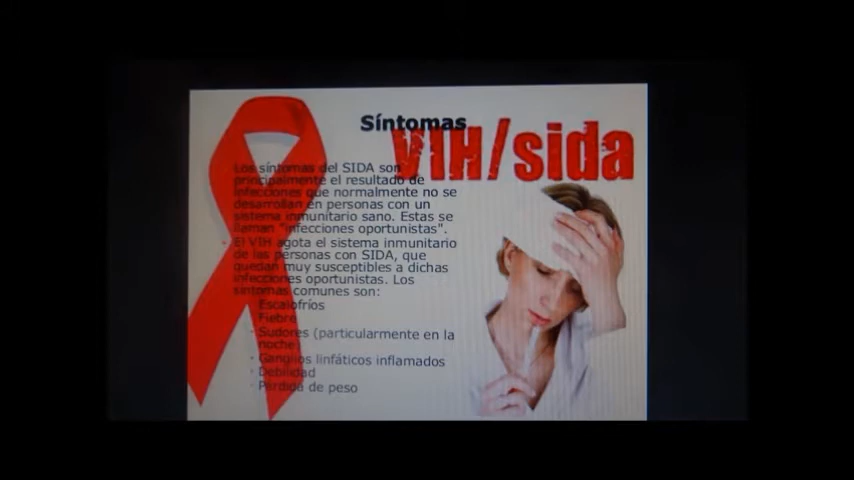 Síntomas
VIH/sida
Los síntomas del SIDA son
principalmente el resultado de
infecciones que normalmente no se
desarrollan en personas con un
sistema inmunitario sano. Estas se
llaman "infecciones oportunistas".
· El VIH agota el sistema inmunitario
de las personas con SIDA, que
quedan muy susceptibles a dichas
infecciones oportunistas. Los
síntomas comunes son:
· Escalofríos
· Fiebre
· Sudores (particularmente en la
noche)
· Ganglios linfáticos inflamados
· Debilidad
· Pérdida de peso